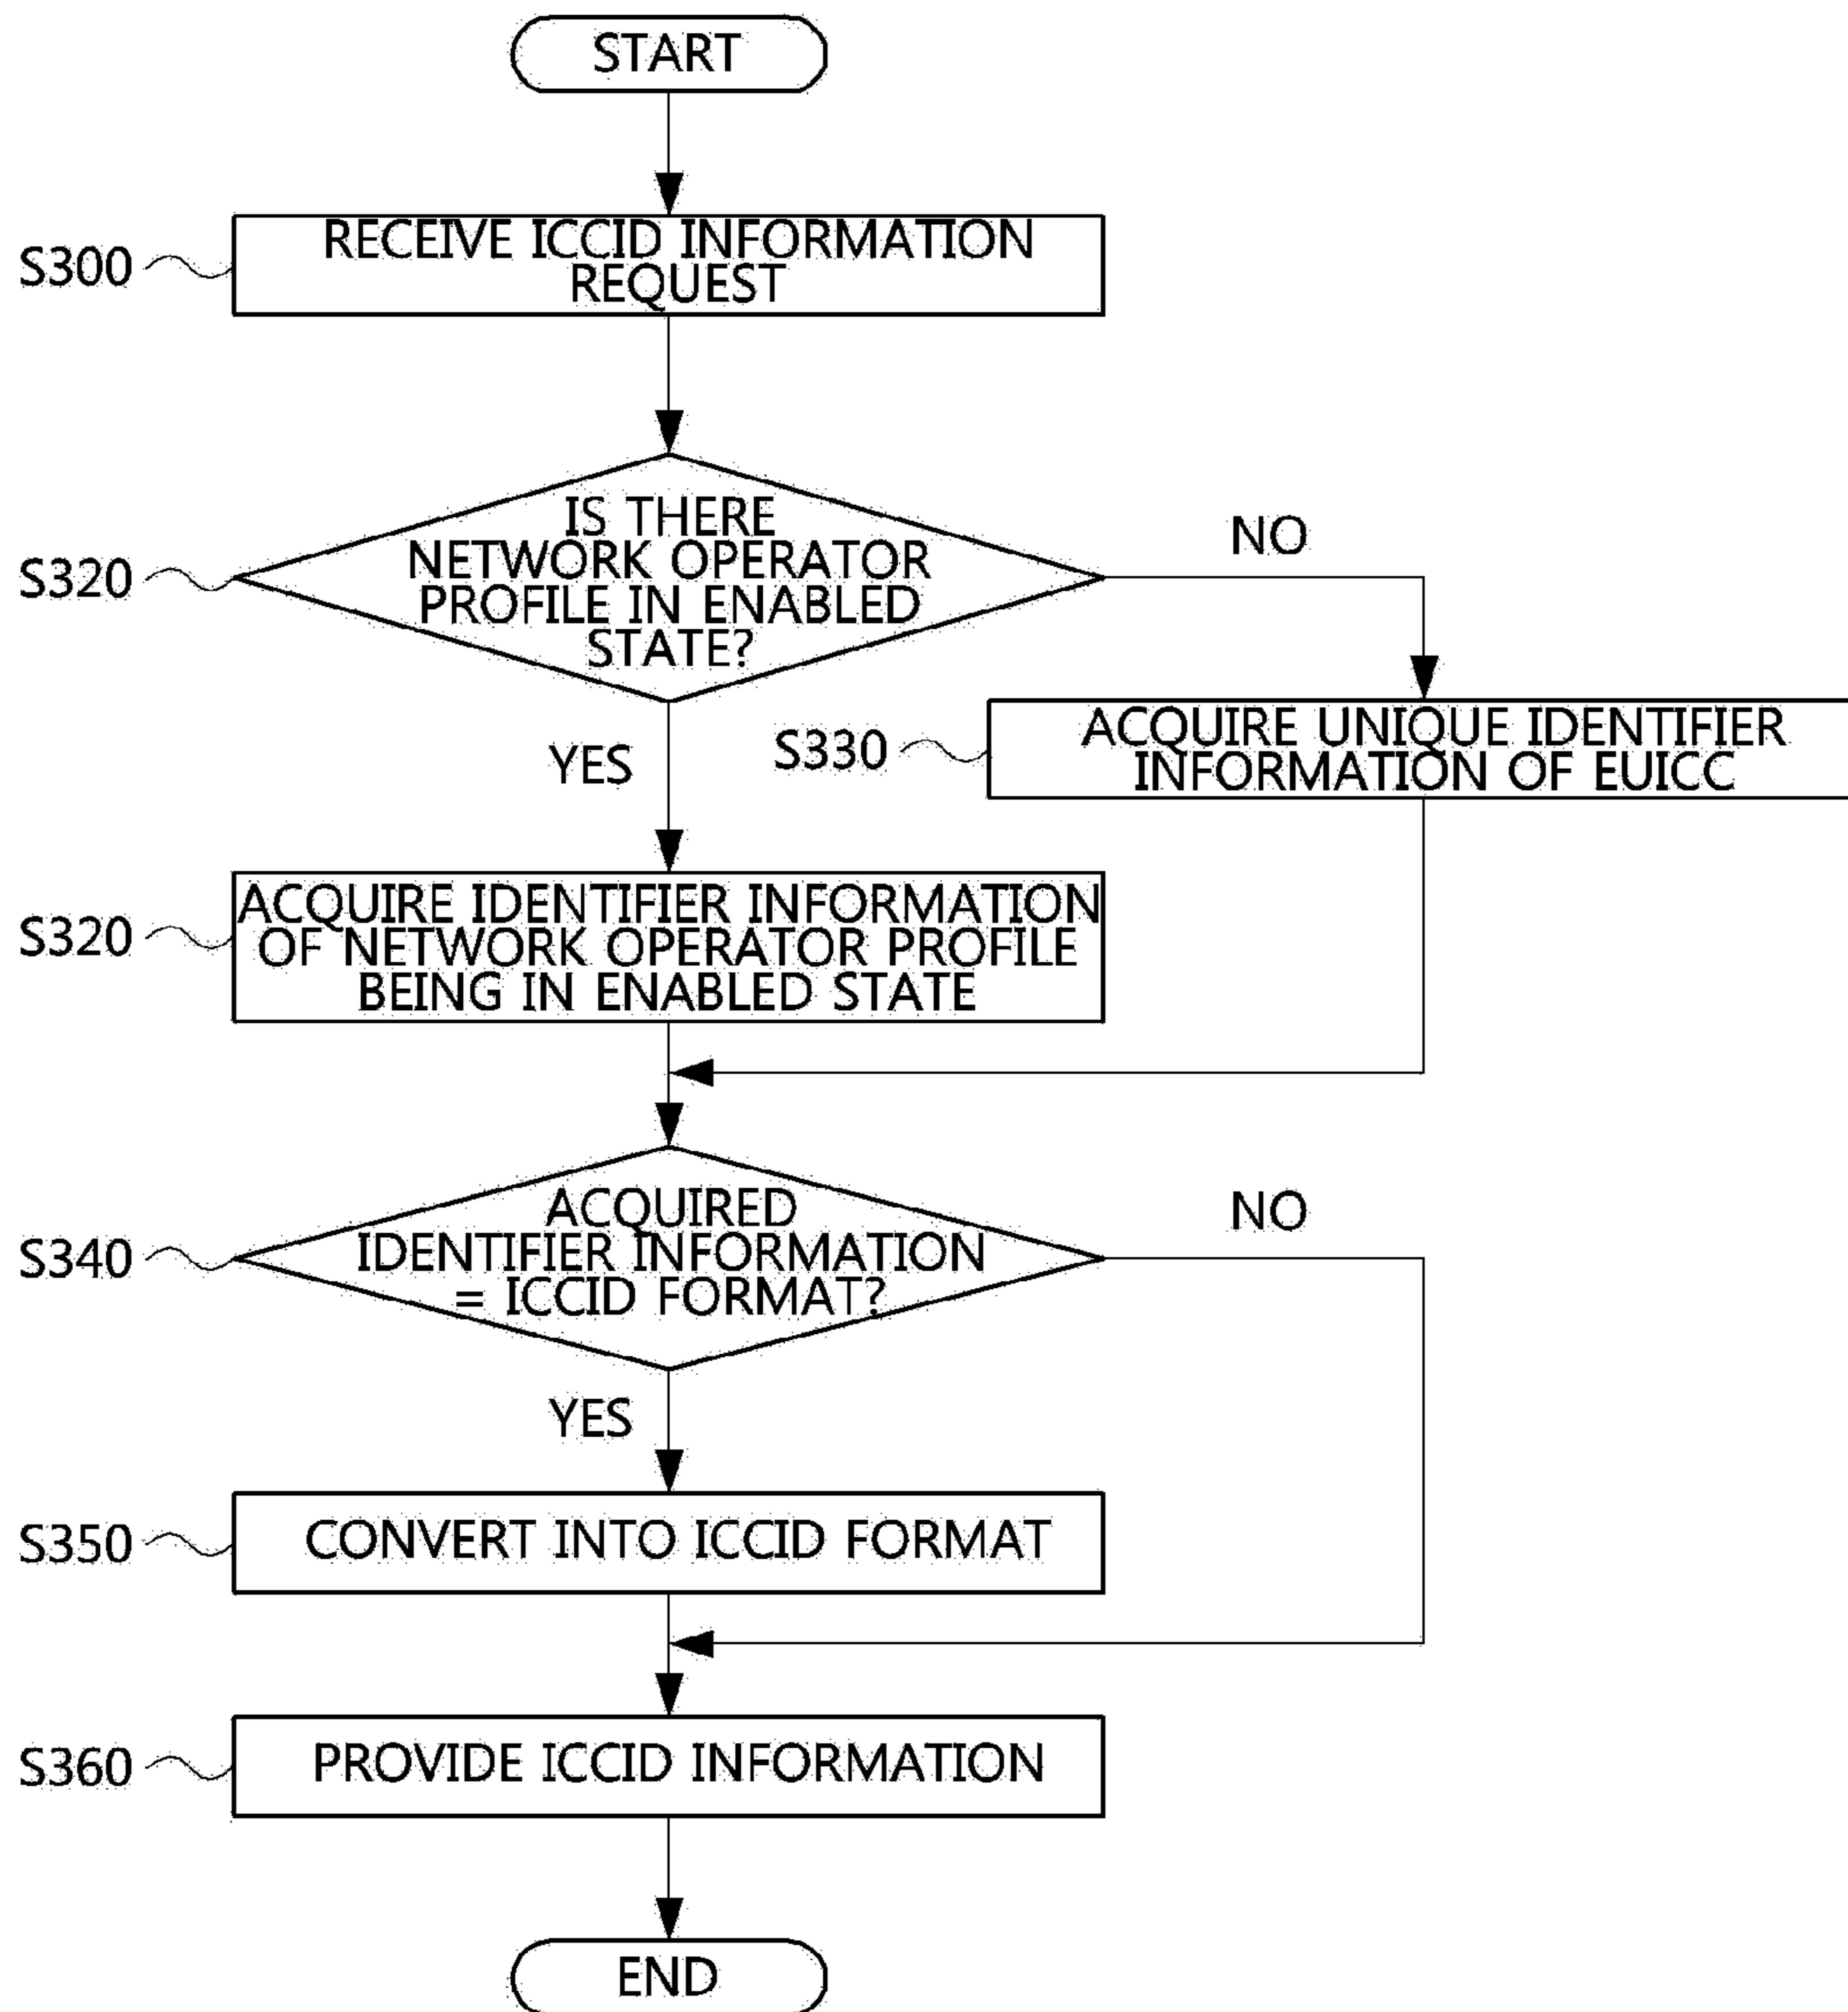 START
S300
RECEIVE ICCID INFORMATION
REQUEST
S320
IS THERE
NETWORK OPERATOR
PROFILE IN ENABLED
STATE?
NO
YES
S330
ACQUIRE UNIQUE IDENTIFIER
INFORMATION OF EUICC
S320
ACQUIRE IDENTIFIER INFORMATION
OF NETWORK OPERATOR PROFILE
BEING IN ENABLED STATE
S340
ACQUIRED
IDENTIFIER INFORMATION
= ICCID FORMAT?
NO
YES
S350
CONVERT INTO ICCID FORMAT
S360
PROVIDE ICCID INFORMATION
END